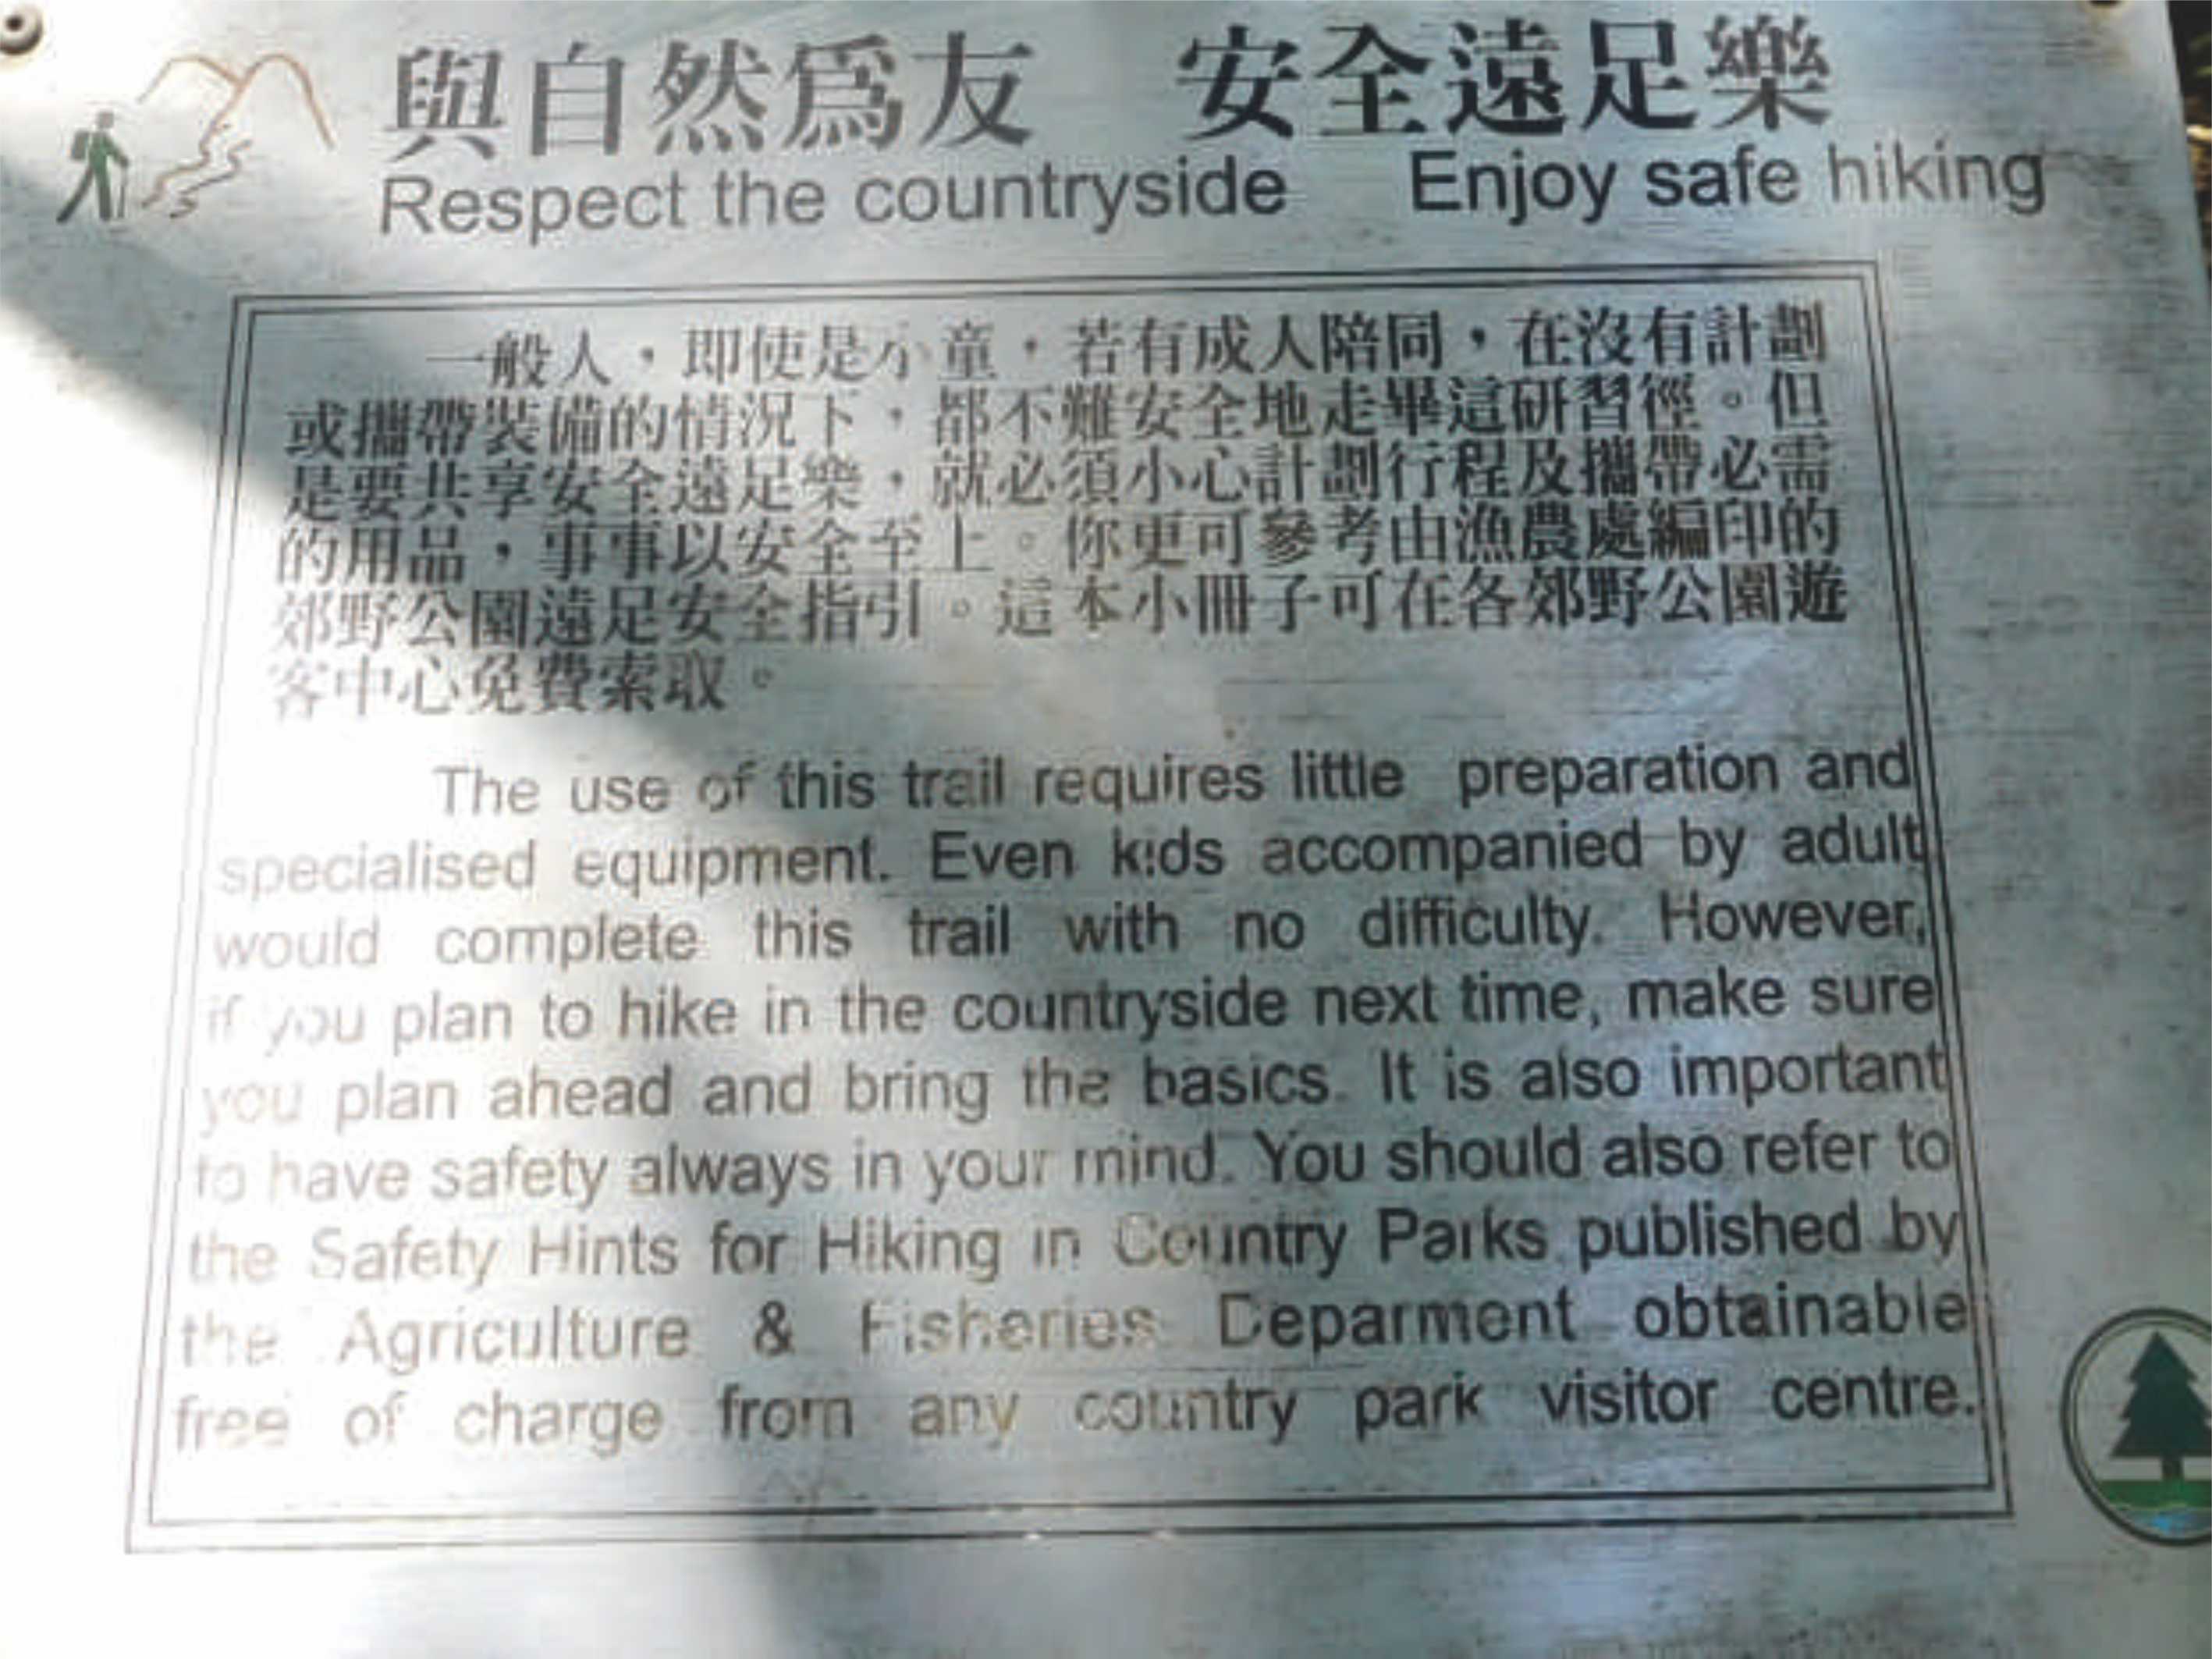 與自然爲友 安全遠足樂
Respect the countryside Enjoy safe hiking
一般人，即使是小童，若有成人陪同，在沒有計劃
或攜帶裝備的情況下，都不難安全地走畢這研習徑。但
是要共享安全遠足樂，就必須小心計劃行程及攜帶必需
的用品，事事以安全至上。你更可參考由漁農處編印的
郊野公園遠足安全指引。這本小冊子可在各郊野公園遊
客中心免費索取。
The use of this trail requires little preparation and
specialised equipment. Even kids accompanied by adult
would complete this trail with no difficulty. However,
if you plan to hike in the countryside next time, make sure
you plan ahead and bring the basics. It is also important
to have safety always in your mind. You should also refer to
the Safety Hints for Hiking in Country Parks published by
the Agriculture & Fisheries Deparment obtainable
free of charge from any country park visitor centre.